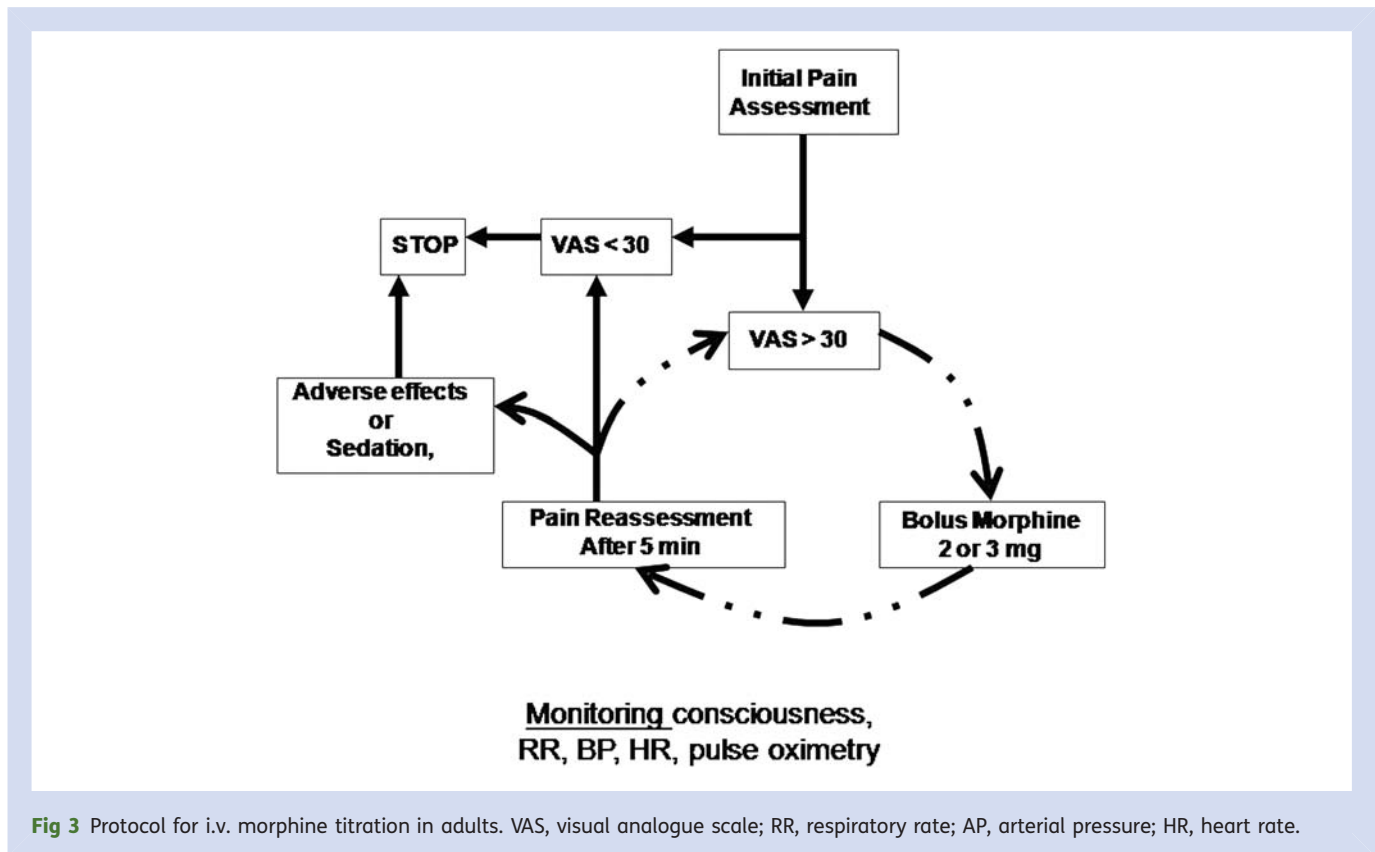 Initial Pain
Assessment
STOP
VAS < 30
VAS > 30
Adverse effects
or
Sedation,
Pain Reassessment
After 5 min
Bolus Morphine
2 or 3 mg
Monitoring consciousness,
RR, BP, HR, pulse oximetry
Fig 3 Protocol for i.v. morphine titration in adults. VAS, visual analogue scale; RR, respiratory rate; AP, arterial pressure; HR, heart rate.